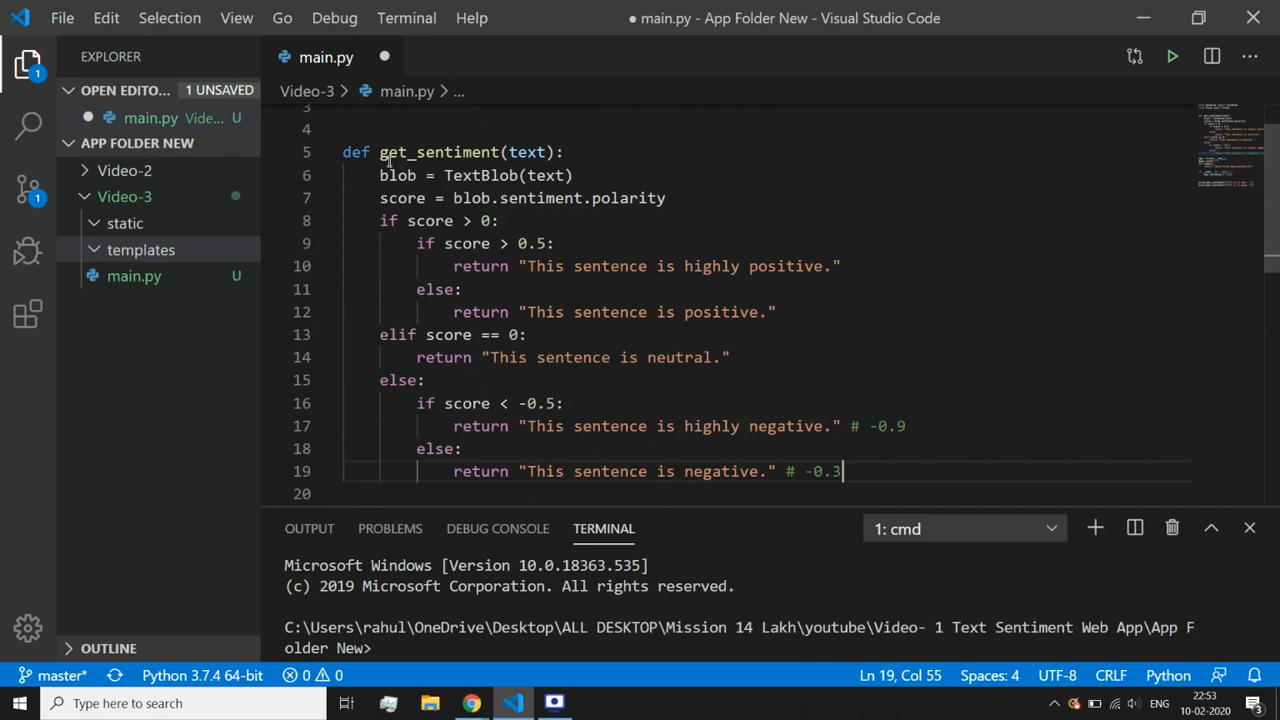 File Edit Selection View Go Debug Terminal Help ● main.py - App Folder New - Visual Studio Code
EXPLORER
main.py
OPEN EDITO... 1 UNSAVED
main.py Vide... U
Video-3 > main.py > ...
APP FOLDER NEW
Video-2
Video-3
static
templates
main.py U
OUTLINE
3
4
5 def get_sentiment(text):
6 blob = TextBlob(text)
7 score = blob.sentiment.polarity
8 if score > 0:
9 if score > 0.5:
10 return "This sentence is highly positive."
11 else:
12 return "This sentence is positive."
13 elif score == 0:
14 return "This sentence is neutral."
15 else:
16 if score < -0.5:
17 return "This sentence is highly negative." # -0.9
18 else:
19 return "This sentence is negative." # -0.3
20
OUTPUT PROBLEMS DEBUG CONSOLE TERMINAL 1: cmd
Microsoft Windows [Version 10.0.18363.535]
(c) 2019 Microsoft Corporation. All rights reserved.
C:\Users\rahul\OneDrive\Desktop\ALL DESKTOP\Mission 14 Lakh\youtube\Video- 1 Text Sentiment Web App\App F
older New>
master* Python 3.7.4 64-bit 0 0 Ln 19, Col 55 Spaces: 4 UTF-8 CRLF Python
Type here to search
ENG
22:53
10-02-2020
3
1
1